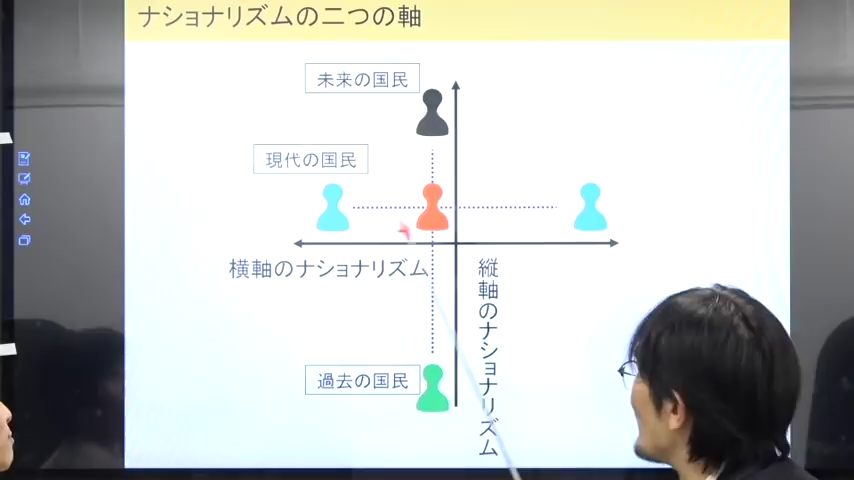 ナショナリズムの二つの軸
未来の国民
現代の国民
横軸のナショナリズム
縦軸のナショナリズム
過去の国民